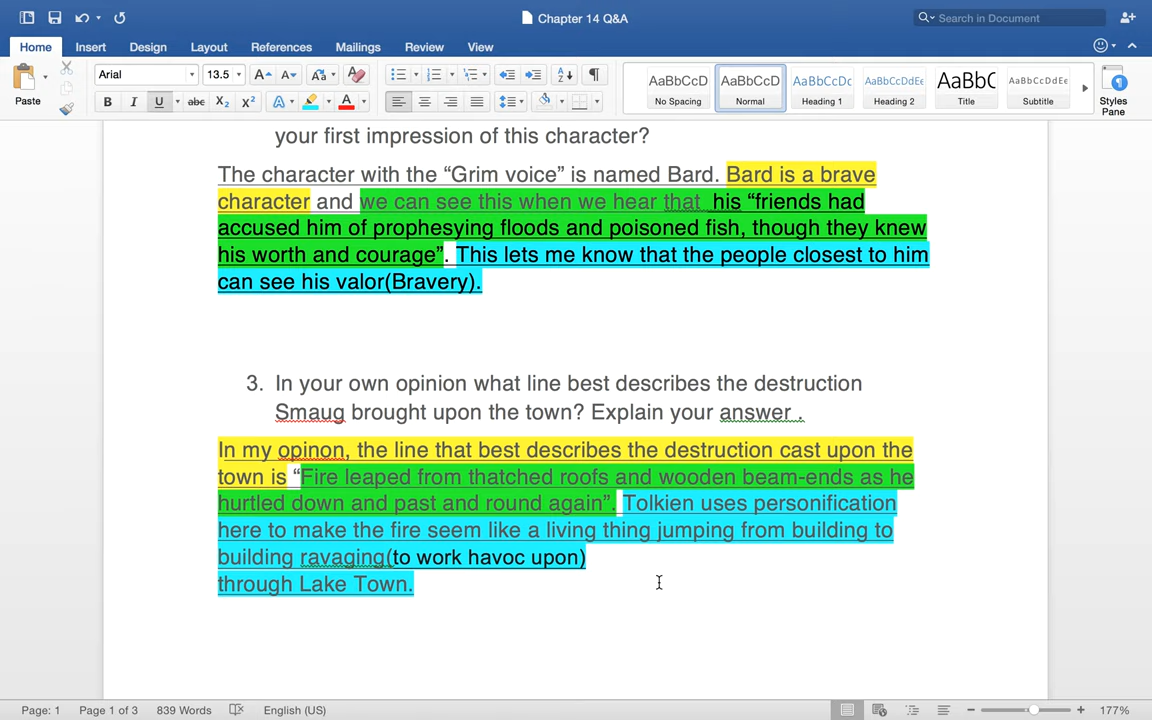 Chapter 14 Q&A
Search in Document
Home Insert Design Layout References Mailings Review View
Paste
Arial 13.5
B I U abc X₂ X²
AaBbCcD AaBbCcD AaBbCcDc AaBbCcDdEe AaBbC AaBbCcDdEe
No Spacing Normal Heading 1 Heading 2 Title Subtitle
Styles Pane
your first impression of this character?
The character with the “Grim voice” is named Bard. Bard is a brave
character and we can see this when we hear that his “friends had
accused him of prophesying floods and poisoned fish, though they knew
his worth and courage”. This lets me know that the people closest to him
can see his valor(Bravery).
3. In your own opinion what line best describes the destruction
Smaug brought upon the town? Explain your answer .
In my opinon, the line that best describes the destruction cast upon the
town is “Fire leaped from thatched roofs and wooden beam-ends as he
hurtled down and past and round again”. Tolkien uses personification
here to make the fire seem like a living thing jumping from building to
building ravaging(to work havoc upon)
through Lake Town.
Page: 1 Page 1 of 3 839 Words English (US) 177%